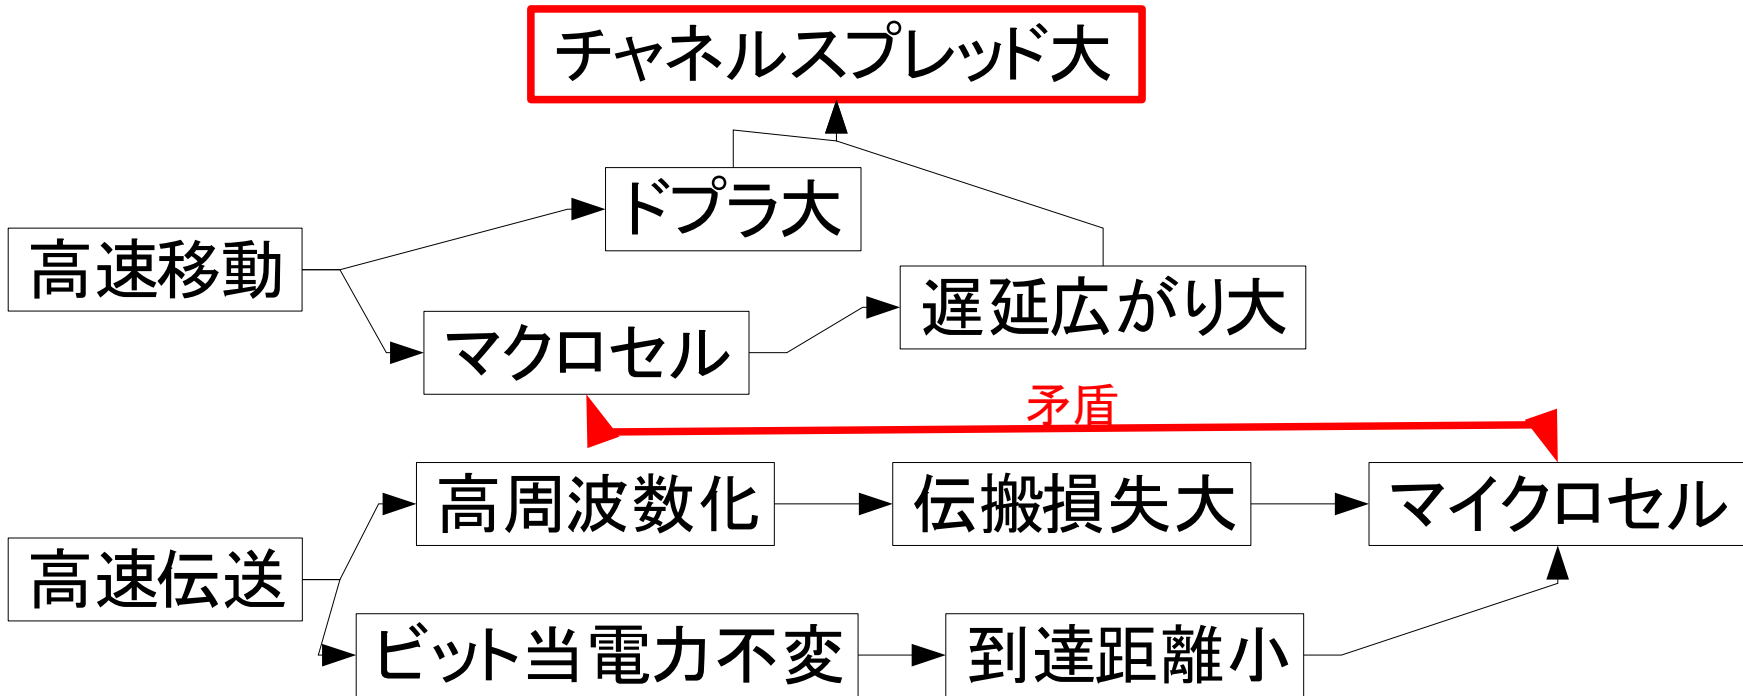 チャネルスプレッド大
ドプラ大
高速移動
遅延広がり大
マクロセル
矛盾
高周波数化
伝搬損失大
マイクロセル
高速伝送
ビット当電力不変
到達距離小